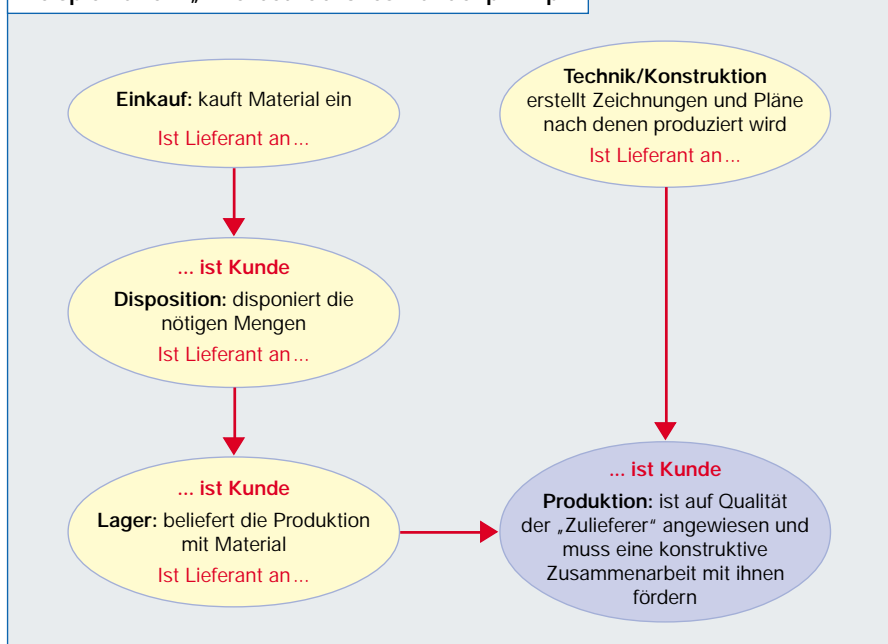 Einkauf: kauft Material ein
Ist Lieferant an...
Technik/Konstruktion
erstellt Zeichnungen und Pläne
nach denen produziert wird
Ist Lieferant an...
... ist Kunde
Disposition: disponiert die
nötigen Mengen
Ist Lieferant an...
... ist Kunde
Lager: beliefert die Produktion
mit Material
Ist Lieferant an...
... ist Kunde
Produktion: ist auf Qualität
der „Zulieferer“ angewiesen und
muss eine konstruktive
Zusammenarbeit mit ihnen
fördern